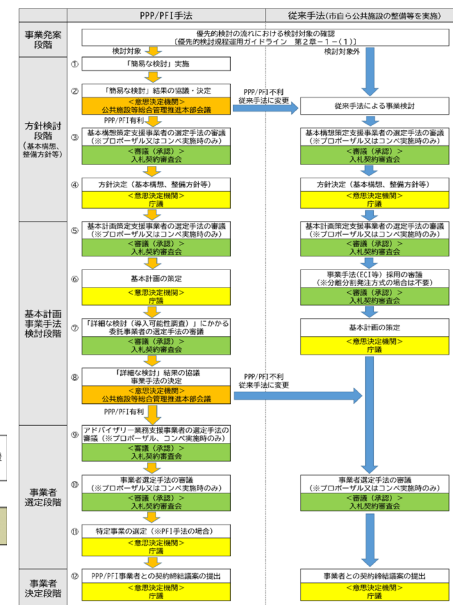 PPP/PFI手法
従来手法(市自ら公共施設の整備等を実施)
事業発案
段階
優先的検討の流れにおける検討対象の確認
〔優先的検討規程運用ガイドライン 第2章-1-(1)〕
検討対象
検討対象外
方針検討
段階
(基本構想、
整備方針等)
① 「簡易な検討」実施
② 「簡易な検討」結果の協議・決定
<意思決定機関>
公共施設等総合管理推進本部会議
PPP/PFI不利
従来手法に変更
従来手法による事業検討
PPP/PFI有利
③ 基本構想策定支援事業者の選定手法の審議
(※プロポーザル又はコンペ実施時のみ)
<審議(承認)>
入札契約審査会
基本構想策定支援事業者の選定手法の審議
(※プロポーザル又はコンペ実施時のみ)
<審議(承認)>
入札契約審査会
④ 方針決定(基本構想、整備方針等)
<意思決定機関>
庁議
方針決定(基本構想、整備方針等)
<意思決定機関>
庁議
基本計画
事業手法
検討段階
⑤ 基本計画策定支援事業者の選定手法の審議
(※プロポーザル又はコンペ実施時のみ)
<審議(承認)>
入札契約審査会
基本計画策定支援事業者の選定手法の審議
(※プロポーザル又はコンペ実施時のみ)
<審議(承認)>
入札契約審査会
⑥ 基本計画の策定
<意思決定機関>
庁議
事業手法(ECI等)採用の審議
(※分離分割発注方式の場合は不要)
<審議(承認)>
入札契約審査会
⑦ 「詳細な検討(導入可能性調査)」にかかる
委託事業者の選定手法の審議
<審議(承認)>
入札契約審査会
基本計画の策定
<意思決定機関>
庁議
⑧ 「詳細な検討」結果の協議
事業手法の決定
<意思決定機関>
公共施設等総合管理推進本部会議
PPP/PFI不利
従来手法に変更
PPP/PFI有利
事業者
選定段階
⑨ アドバイザリー業務支援事業者の選定手法の
審議(※プロポーザル、コンペ実施時のみ)
<審議(承認)>
入札契約審査会
⑩ 事業者選定手法の審議
(※プロポーザル又はコンペ実施時のみ)
<審議(承認)>
入札契約審査会
事業者選定手法の審議
(※プロポーザル又はコンペ実施時のみ)
<審議(承認)>
入札契約審査会
⑪ 特定事業の選定(※PFI手法の場合)
<意思決定機関>
庁議
事業者
決定段階
⑫ PPP/PFI事業者との契約締結議案の提出
<意思決定機関>
庁議
事業者との契約締結議案の提出
<意思決定機関>
庁議